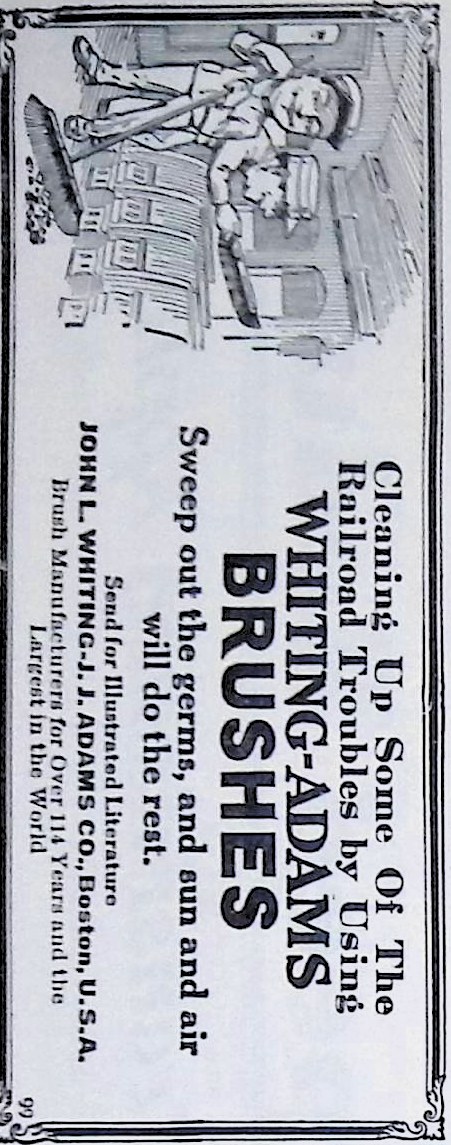 Cleaning Up Some Of The
Railroad Troubles by Using
WHITING-ADAMS
BRUSHES
Sweep out the germs, and sun and air
will do the rest.
Send for Illustrated Literature
JOHN L. WHITING-J. J. ADAMS CO., Boston, U.S.A.
Brush Manufacturers for Over 114 Years and the
Largest in the World